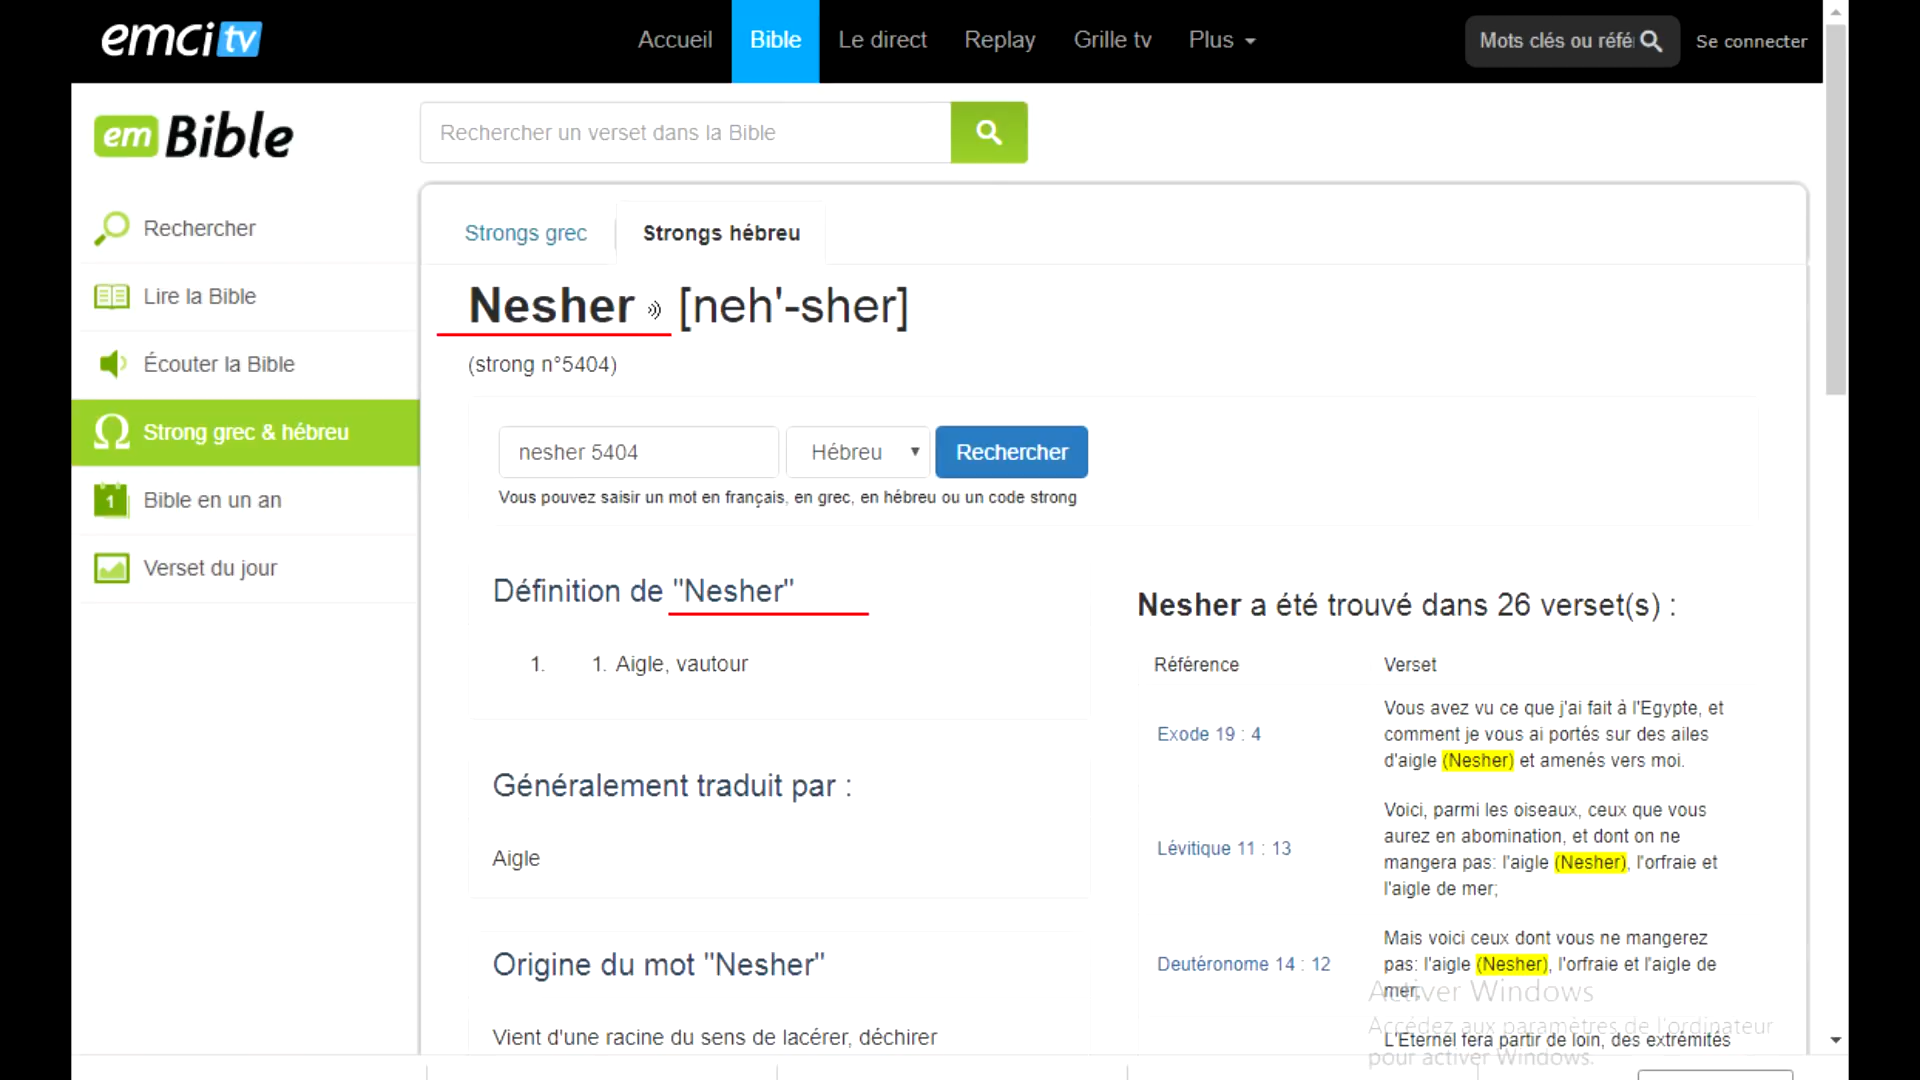 emci tv
Accueil
Bible
Le direct
Replay
Grille tv
Plus
Mots clés ou réfé
Se connecter
em Bible
Rechercher un verset dans la Bible
Rechercher
Lire la Bible
Écouter la Bible
Strong grec & hébreu
1
Bible en un an
Verset du jour
Strongs grec
Strongs hébreu
Nesher [neh'-sher]
(strong n°5404)
nesher 5404
Hébreu
Rechercher
Vous pouvez saisir un mot en français, en grec, en hébreu ou un code strong
Définition de "Nesher"
1. 1. Aigle, vautour
Généralement traduit par :
Aigle
Origine du mot "Nesher"
Vient d'une racine du sens de lacérer, déchirer
Nesher a été trouvé dans 26 verset(s) :
Référence
Verset
Exode 19 : 4
Vous avez vu ce que j'ai fait à l'Egypte, et
comment je vous ai portés sur des ailes
d'aigle (Nesher) et amenés vers moi.
Lévitique 11 : 13
Voici, parmi les oiseaux, ceux que vous
aurez en abomination, et dont on ne
mangera pas: l'aigle (Nesher), l'orfraie et
l'aigle de mer;
Deutéronome 14 : 12
Mais voici ceux dont vous ne mangerez
pas: l'aigle (Nesher), l'orfraie et l'aigle de
mer,
L'Eternel fera partir de loin, des extrémités
Activer Windows
Accédez aux paramètres de l'ordinateur
pour activer Windows.